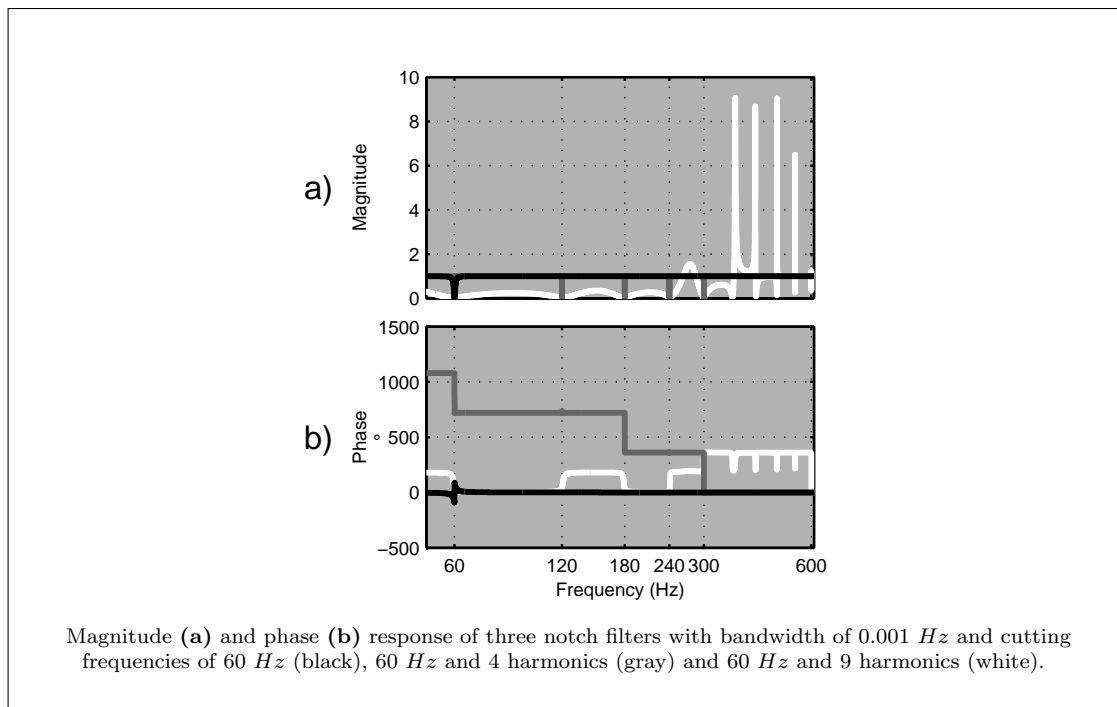 10
8
6
4
2
0
Magnitude
a)
1500
1000
500
0
−500
Phase °
b)
60 120 180 240 300 600
Frequency (Hz)
Magnitude (a) and phase (b) response of three notch filters with bandwidth of 0.001 Hz and cutting
frequencies of 60 Hz (black), 60 Hz and 4 harmonics (gray) and 60 Hz and 9 harmonics (white).